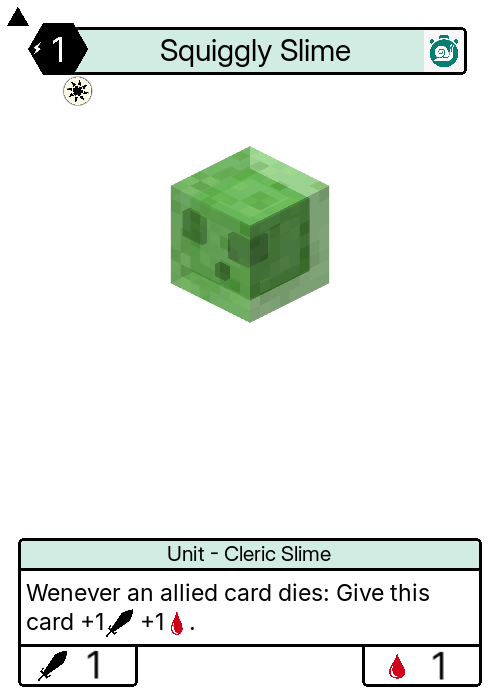 1 Squiggly Slime
Unit - Cleric Slime
Wenever an allied card dies: Give this
card +1 +1 .
1 1